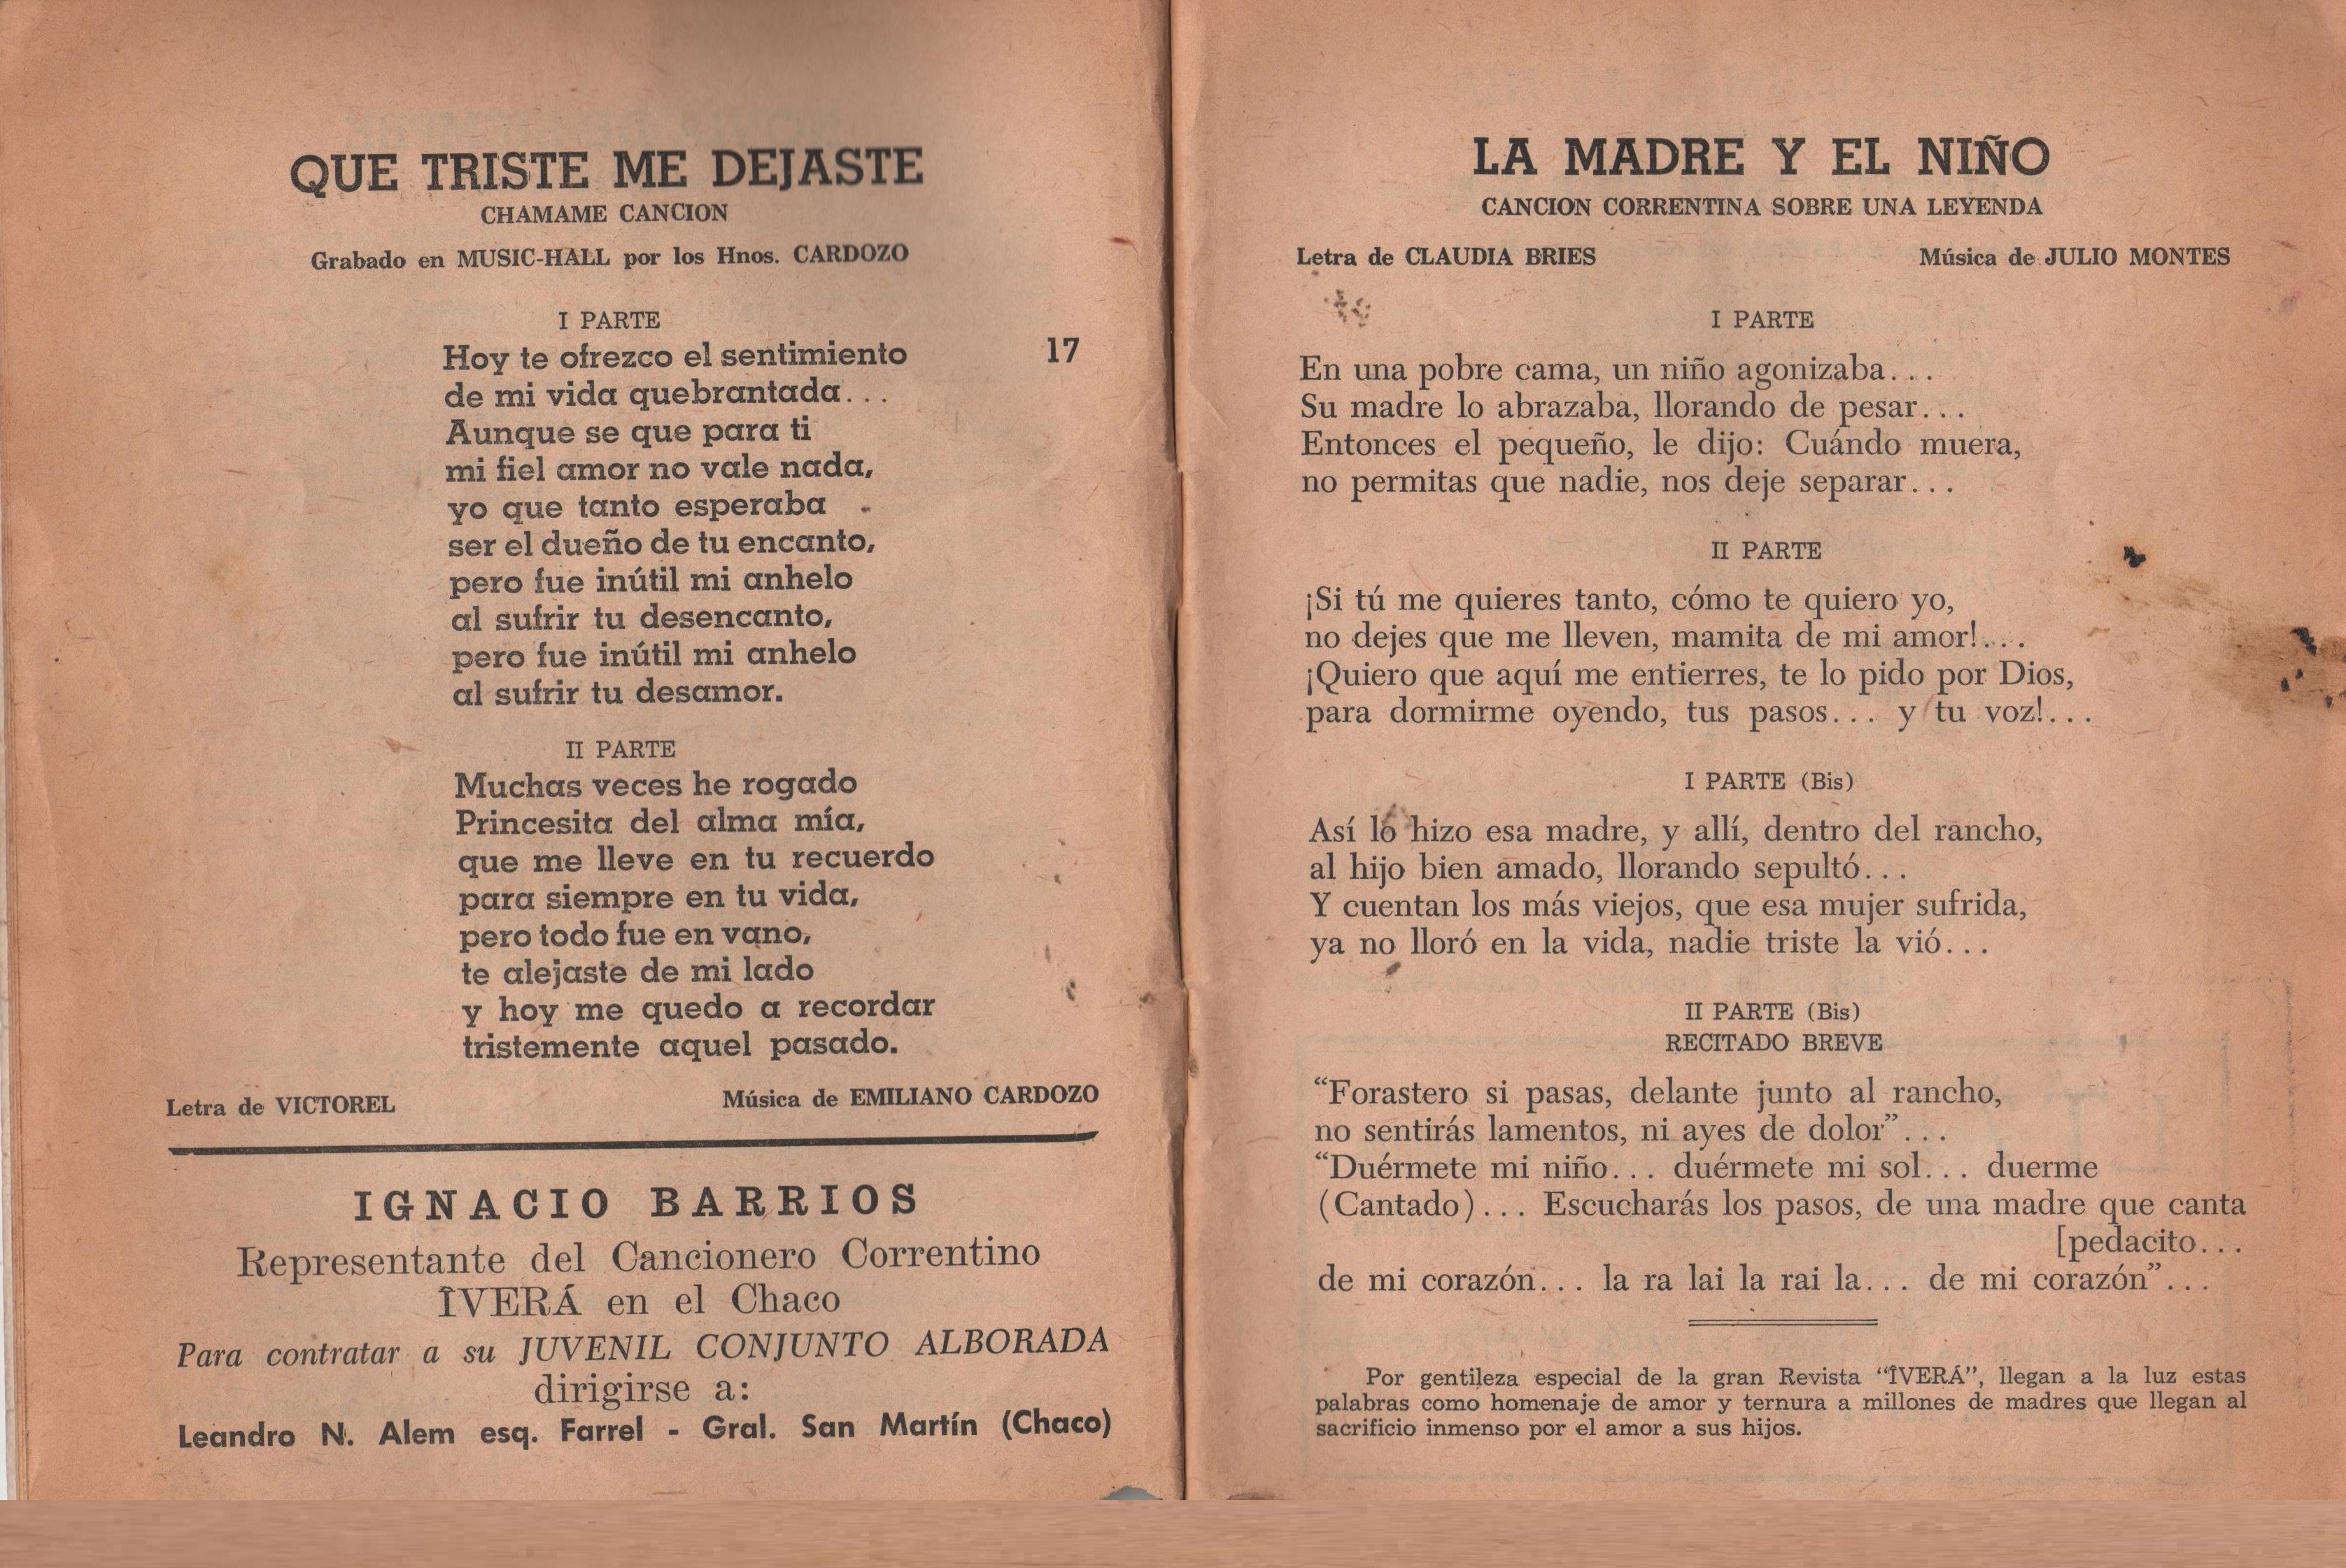 QUE TRISTE ME DEJASTE
CHAMAME CANCION
Grabado en MUSIC-HALL por los Hnos. CARDOZO
I PARTE
Hoy te ofrezco el sentimiento
17
de mi vida quebrantada...
Aunque se que para ti
mi fiel amor no vale nada,
yo que tanto esperaba
ser el dueño de tu encanto,
pero fue inútil mi anhelo
al sufrir tu desencanto,
pero fue inútil mi anhelo
al sufrir tu desamor.
II PARTE
Muchas veces he rogado
Princesita del alma mía,
que me lleve en tu recuerdo
para siempre en tu vida,
pero todo fue en vano,
te alejaste de mi lado
y hoy me quedo a recordar
tristemente aquel pasado.
Letra de VICTOREL Música de EMILIANO CARDOZO
IGNACIO BARRIOS
Representante del Cancionero Correntino
ÎVERÁ en el Chaco
Para contratar a su JUVENIL CONJUNTO ALBORADA
dirigirse a:
Leandro N. Alem esq. Farrel - Gral. San Martín (Chaco)
LA MADRE Y EL NIÑO
CANCION CORRENTINA SOBRE UNA LEYENDA
Letra de CLAUDIA BRIES Música de JULIO MONTES
I PARTE
En una pobre cama, un niño agonizaba...
Su madre lo abrazaba, llorando de pesar...
Entonces el pequeño, le dijo: Cuándo muera,
no permitas que nadie, nos deje separar...
II PARTE
¡Si tú me quieres tanto, cómo te quiero yo,
no dejes que me lleven, mamita de mi amor!...
¡Quiero que aquí me entierres, te lo pido por Dios,
para dormirme oyendo, tus pasos... y tu voz!...
I PARTE (Bis)
Así lo hizo esa madre, y allí, dentro del rancho,
al hijo bien amado, llorando sepultó...
Y cuentan los más viejos, que esa mujer sufrida,
ya no lloró en la vida, nadie triste la vió...
II PARTE (Bis)
RECITADO BREVE
“Forastero si pasas, delante junto al rancho,
no sentirás lamentos, ni ayes de dolor”...
“Duérmete mi niño... duérmete mi sol... duerme
(Cantado)... Escucharás los pasos, de una madre que canta
[pedacito...
de mi corazón... la ra lai la rai la... de mi corazón”...
Por gentileza especial de la gran Revista “ÎVERÁ”, llegan a la luz estas
palabras como homenaje de amor y ternura a millones de madres que llegan al
sacrificio inmenso por el amor a sus hijos.